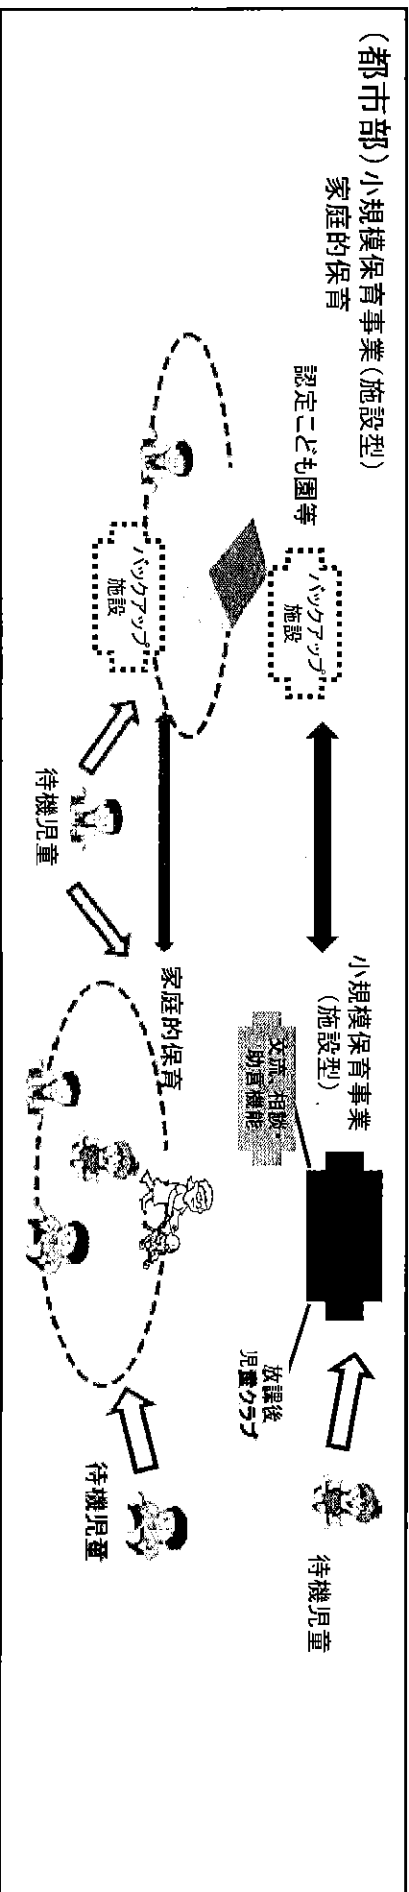 (都市部)小規模保育事業(施設型)
家庭的保育
認定こども園等
バックアップ
施設
小規模保育事業
(施設型)
交流、相談・
助言機能
放課後
児童クラブ
待機児童
バックアップ
施設
待機児童
家庭的保育
待機児童